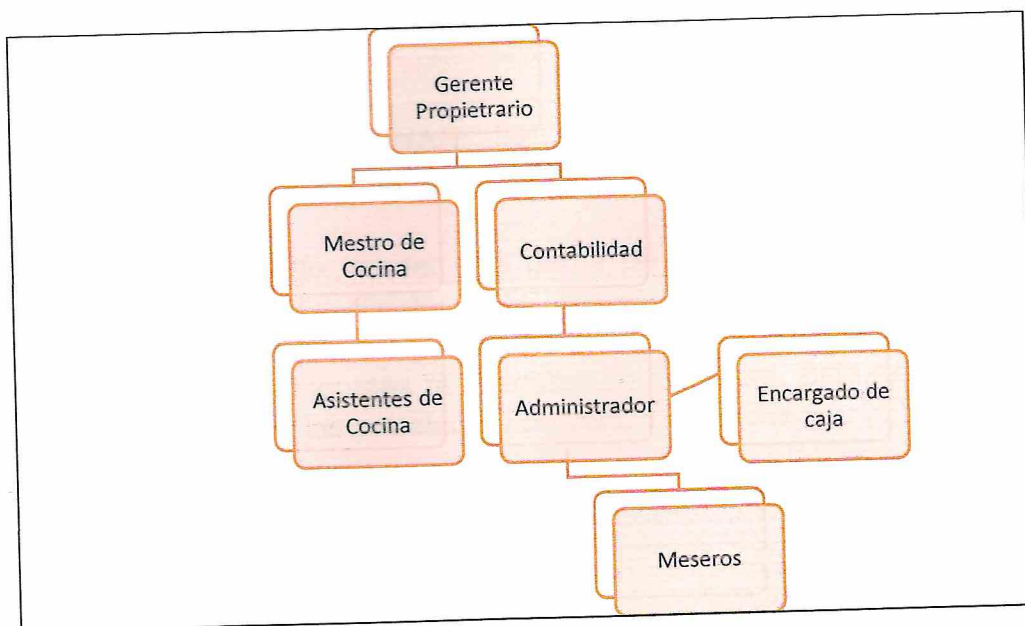 Gerente
Propietrario
Mestro de
Cocina
Contabilidad
Asistentes de
Cocina
Administrador
Encargado de
caja
Meseros